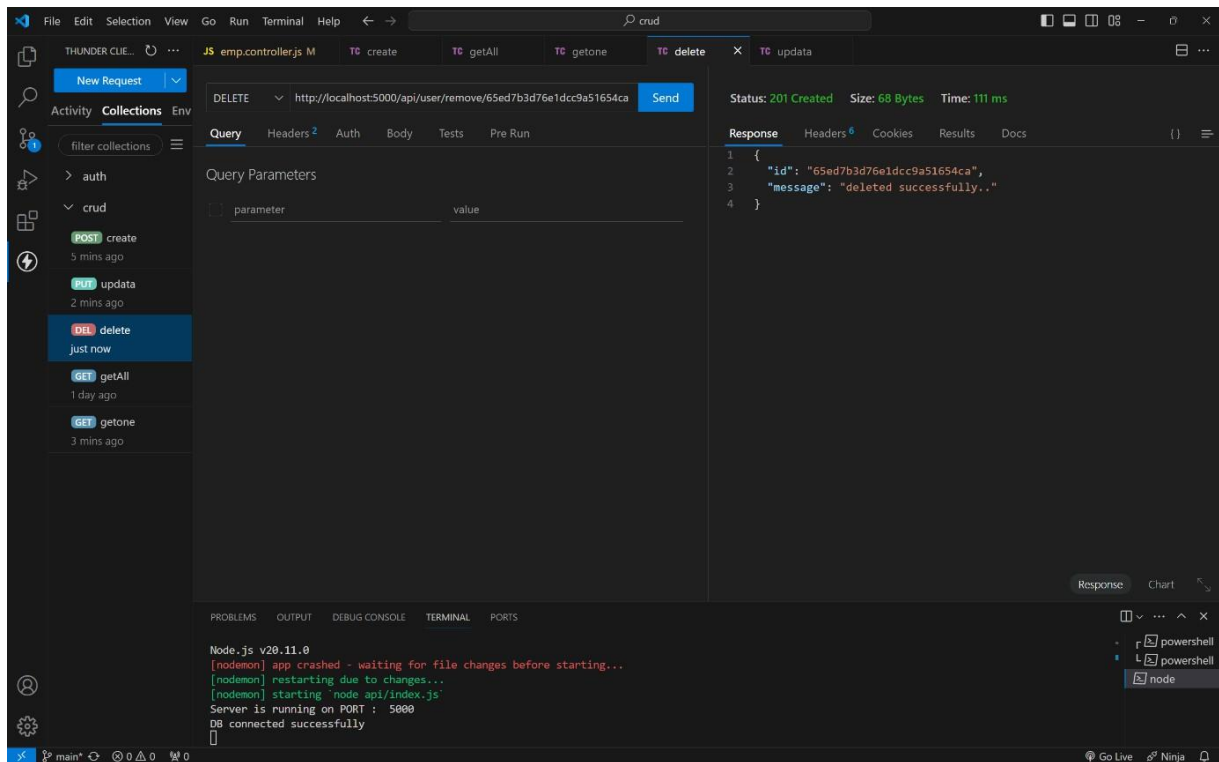 File Edit Selection View Go Run Terminal Help ← → crud
THUNDER CLIE... ...
New Request
Activity Collections Env
filter collections
auth
crud
POST create
5 mins ago
PUT updata
2 mins ago
DEL delete
just now
GET getAll
1 day ago
GET getone
3 mins ago
JS emp.controller.js M TC create TC getAll TC getone TC delete × TC updata ...
DELETE http://localhost:5000/api/user/remove/65ed7b3d76e1dcc9a51654ca Send
Query Headers 2 Auth Body Tests Pre Run
Query Parameters
parameter value
Status: 201 Created Size: 68 Bytes Time: 111 ms
Response Headers 6 Cookies Results Docs {}
1 {
2 "id": "65ed7b3d76e1dcc9a51654ca",
3 "message": "deleted successfully.."
4 }
Response Chart
PROBLEMS OUTPUT DEBUG CONSOLE TERMINAL PORTS ...
Node.js v20.11.0
[nodemon] app crashed - waiting for file changes before starting...
[nodemon] restarting due to changes...
[nodemon] starting `node api/index.js`
Server is running on PORT : 5000
DB connected successfully
powershell
powershell
node
1
main* 0 0 0 Go Live Ninja